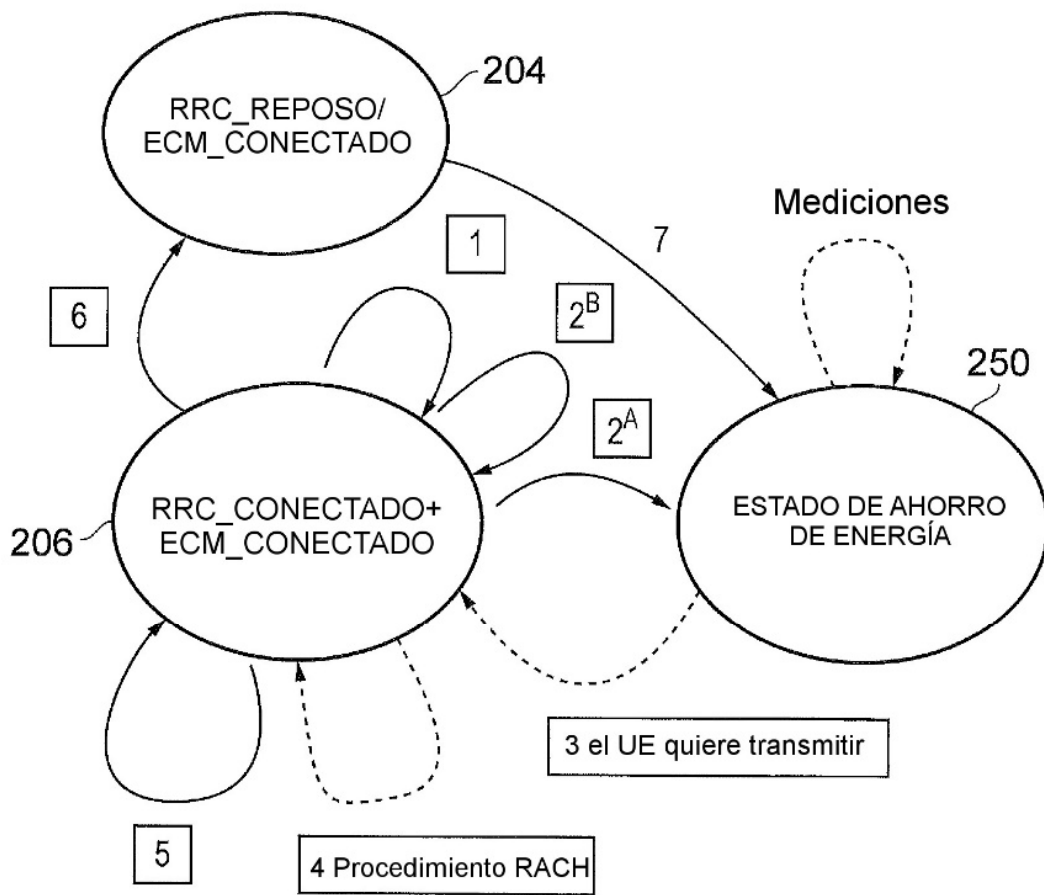 204
RRC_REPOSO/
ECM_CONECTADO
Mediciones
1
7
6
2B
250
2A
RRC_CONECTADO+
ECM_CONECTADO
ESTADO DE AHORRO
DE ENERGÍA
206
3 el UE quiere transmitir
5
4 Procedimiento RACH